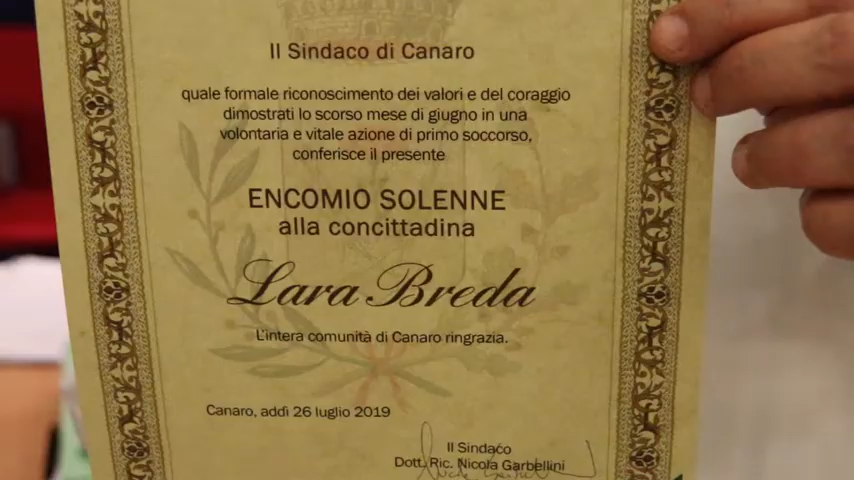 Il Sindaco di Canaro
quale formale riconoscimento dei valori e del coraggio
dimostrati lo scorso mese di giugno in una
volontaria e vitale azione di primo soccorso,
conferisce il presente
ENCOMIO SOLENNE
alla concittadina
Lara Breda
L'intera comunità di Canaro ringrazia.
Canaro, addì 26 luglio 2019
Il Sindaco
Dott. Ric. Nicola Garbellini